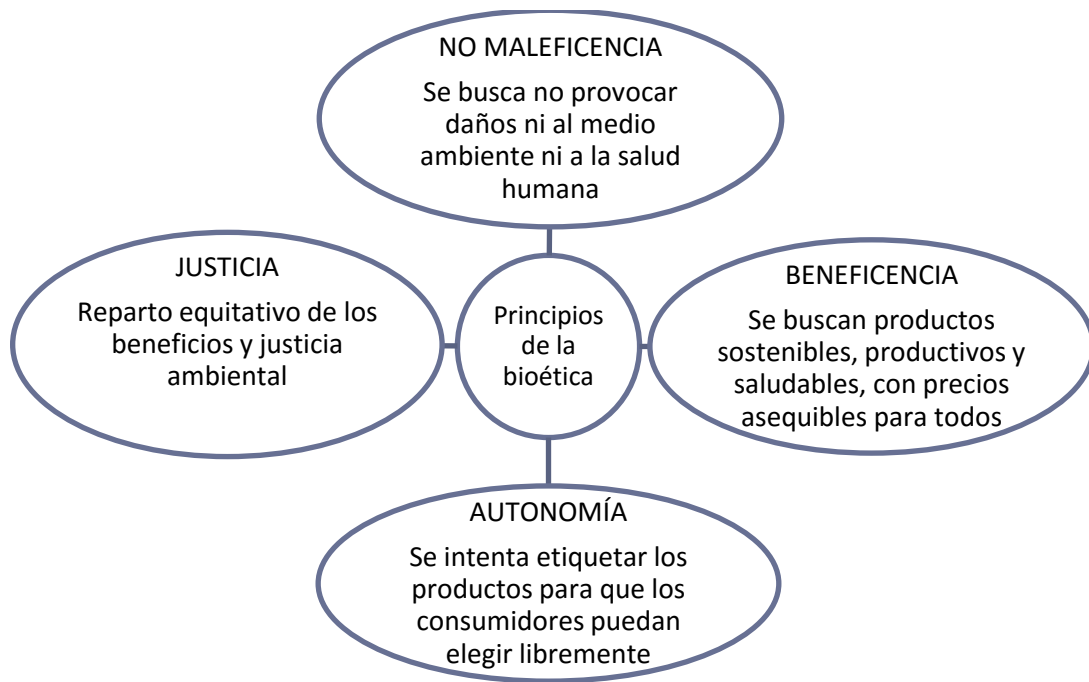 NO MALEFICENCIA
Se busca no provocar
daños ni al medio
ambiente ni a la salud
humana
JUSTICIA
Reparto equitativo de los
beneficios y justicia
ambiental
Principios
de la
bioética
BENEFICENCIA
Se buscan productos
sostenibles, productivos y
saludables, con precios
asequibles para todos
AUTONOMÍA
Se intenta etiquetar los
productos para que los
consumidores puedan
elegir libremente